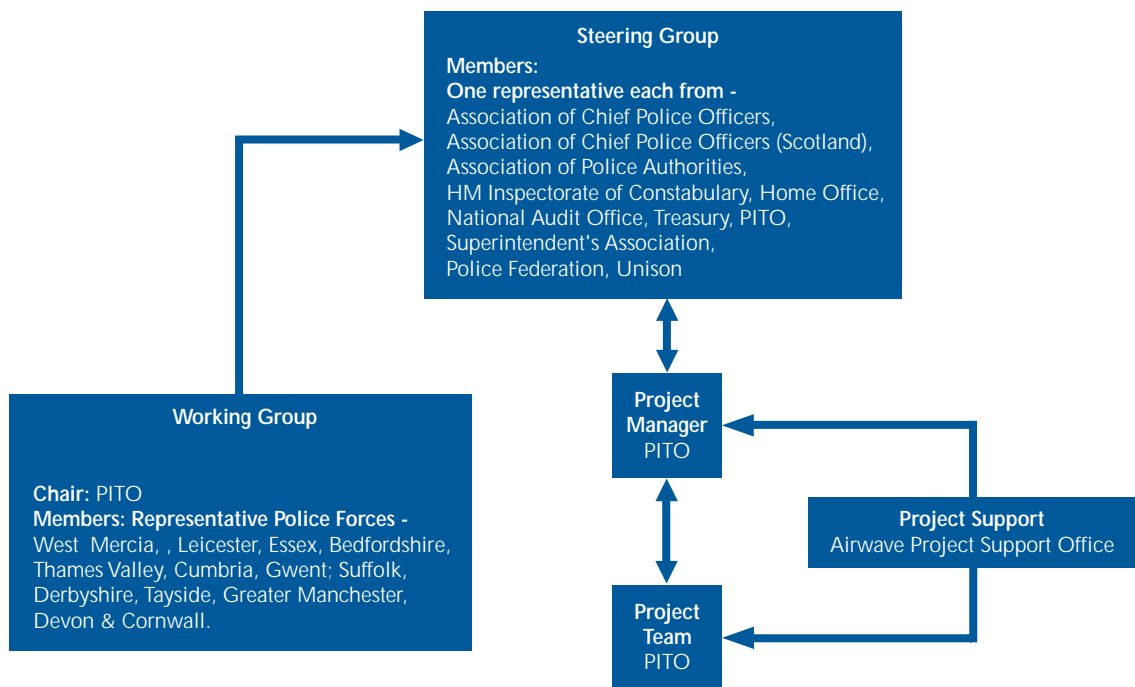 Steering Group
Members:
One representative each from -
Association of Chief Police Officers,
Association of Chief Police Officers (Scotland),
Association of Police Authorities,
HM Inspectorate of Constabulary, Home Office,
National Audit Office, Treasury, PITO,
Superintendent's Association,
Police Federation, Unison
Working Group
Chair: PITO
Members: Representative Police Forces -
West Mercia, , Leicester, Essex, Bedfordshire,
Thames Valley, Cumbria, Gwent; Suffolk,
Derbyshire, Tayside, Greater Manchester,
Devon & Cornwall.
Project
Manager
PITO
Project Support
Airwave Project Support Office
Project
Team
PITO